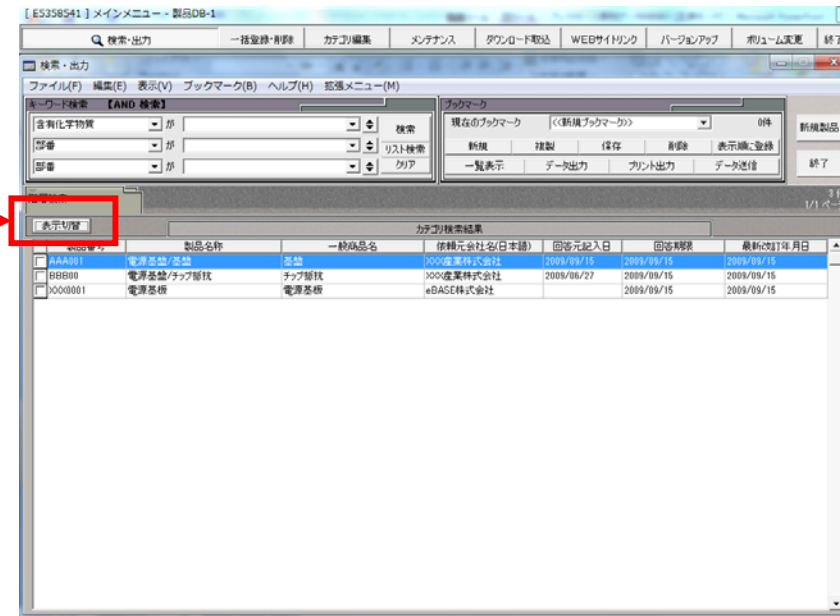 [ E5358541 ] メインメニュー - 製品DB-1
検索・出力 一括登録・削除 カテゴリ編集 メンテナンス ダウンロード取込 WEBサイトリンク バージョンアップ ボリューム変更 終了
検索・出力
ファイル(F) 編集(E) 表示(V) ブックマーク(B) ヘルプ(H) 拡張メニュー(M)
キーワード検索 【AND 検索】
含有化学物質 が 検索
部番 が リスト検索
部番 が クリア
ブックマーク
現在のブックマーク <<新規ブックマーク>> 0件
新規 複製 保存 削除 表示順に登録
一覧表示 データ出力 プリント出力 データ送信
新規製品
終了
1/1
表示切替
カテゴリ検索結果
製品番号 製品名称 一般商品名 依頼元会社名(日本語) 回答元記入日 回答期限 最新改訂年月日
AAA001 電源基盤/基盤 基盤 XXX産業株式会社 2009/09/15 2009/09/15 2009/09/15
BBB00 電源基盤/チップ抵抗 チップ抵抗 XXX産業株式会社 2009/06/27 2009/09/15 2009/09/15
XXX0001 電源基板 電源基板 eBASE株式会社 2009/09/15 2009/09/15